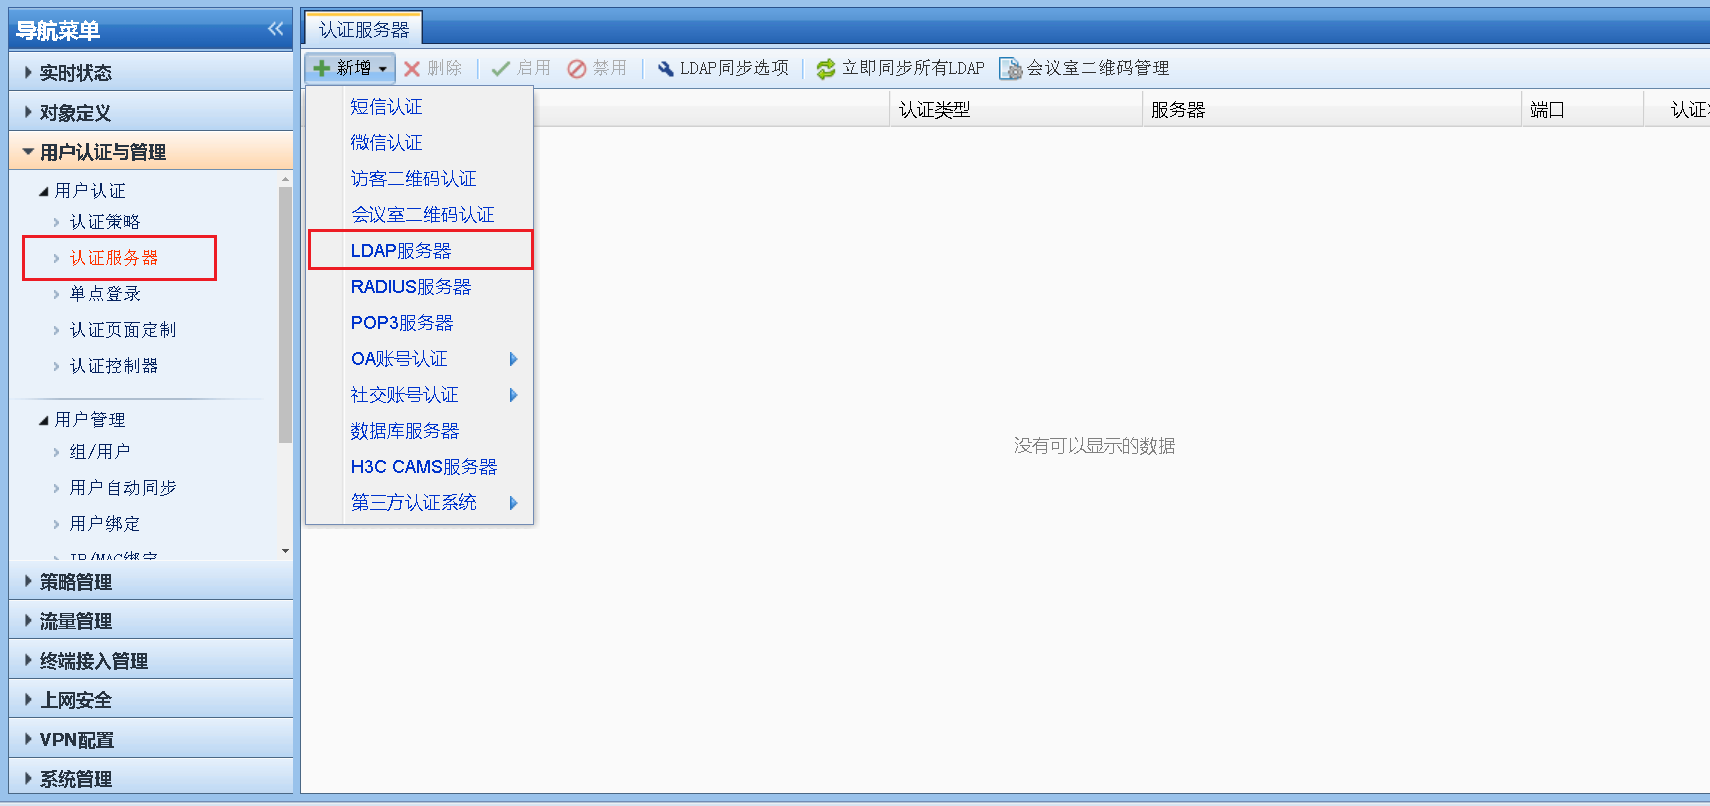 导航菜单
实时状态
对象定义
用户认证与管理
用户认证
认证策略
认证服务器
单点登录
认证页面定制
认证控制器
用户管理
组/用户
用户自动同步
用户绑定
IP/MAC绑定
策略管理
流量管理
终端接入管理
上网安全
VPN配置
系统管理
认证服务器
新增 删除 启用 禁用 LDAP同步选项 立即同步所有LDAP 会议室二维码管理
认证类型 服务器 端口 认证
短信认证
微信认证
访客二维码认证
会议室二维码认证
LDAP服务器
RADIUS服务器
POP3服务器
OA账号认证
社交账号认证
数据库服务器
H3C CAMS服务器
第三方认证系统
没有可以显示的数据